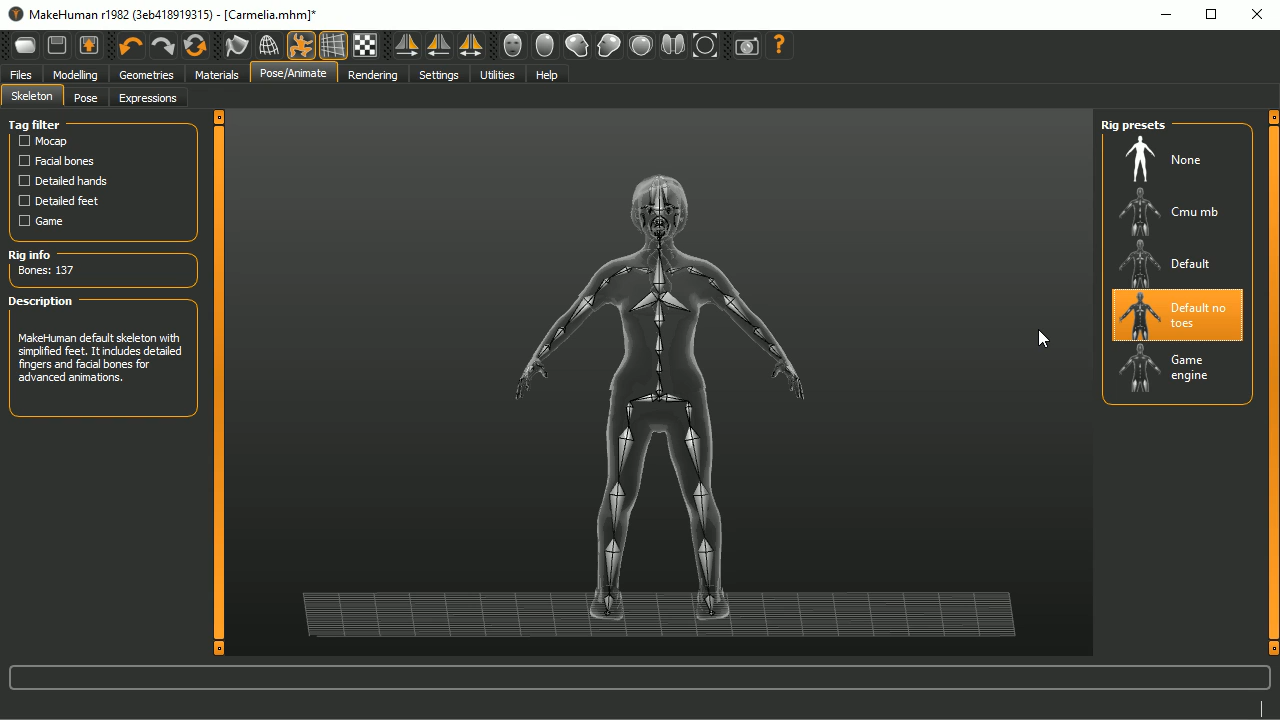 MakeHuman r1982 (3eb418919315) - [Carmelia.mhm]*
Files Modelling Geometries Materials Pose/Animate Rendering Settings Utilities Help
Skeleton Pose Expressions
Tag filter
Mocap
Facial bones
Detailed hands
Detailed feet
Game
Rig info
Bones: 137
Description
MakeHuman default skeleton with
simplified feet. It includes detailed
fingers and facial bones for
advanced animations.
Rig presets
None
Cmu mb
Default
Default no
toes
Game
engine